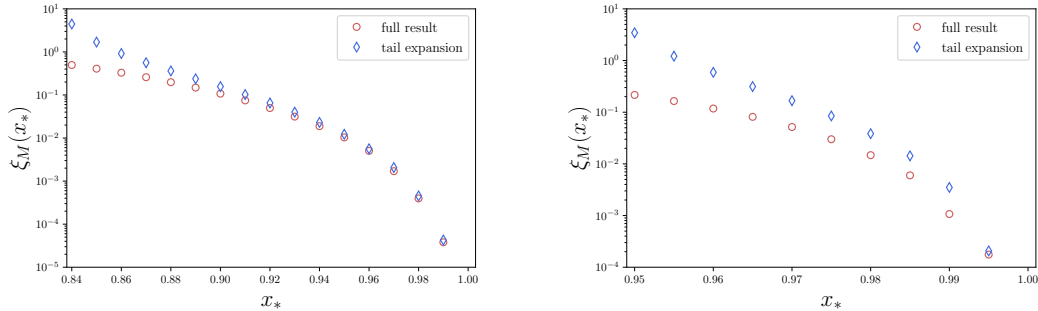 10¹
10⁰
10⁻¹
10⁻²
10⁻³
10⁻⁴
10⁻⁵
ξ_M(x_*)
full result
tail expansion
0.84 0.86 0.88 0.90 0.92 0.94 0.96 0.98 1.00
x_*
10¹
10⁰
10⁻¹
10⁻²
10⁻³
10⁻⁴
ξ_M(x_*)
full result
tail expansion
0.95 0.96 0.97 0.98 0.99 1.00
x_*